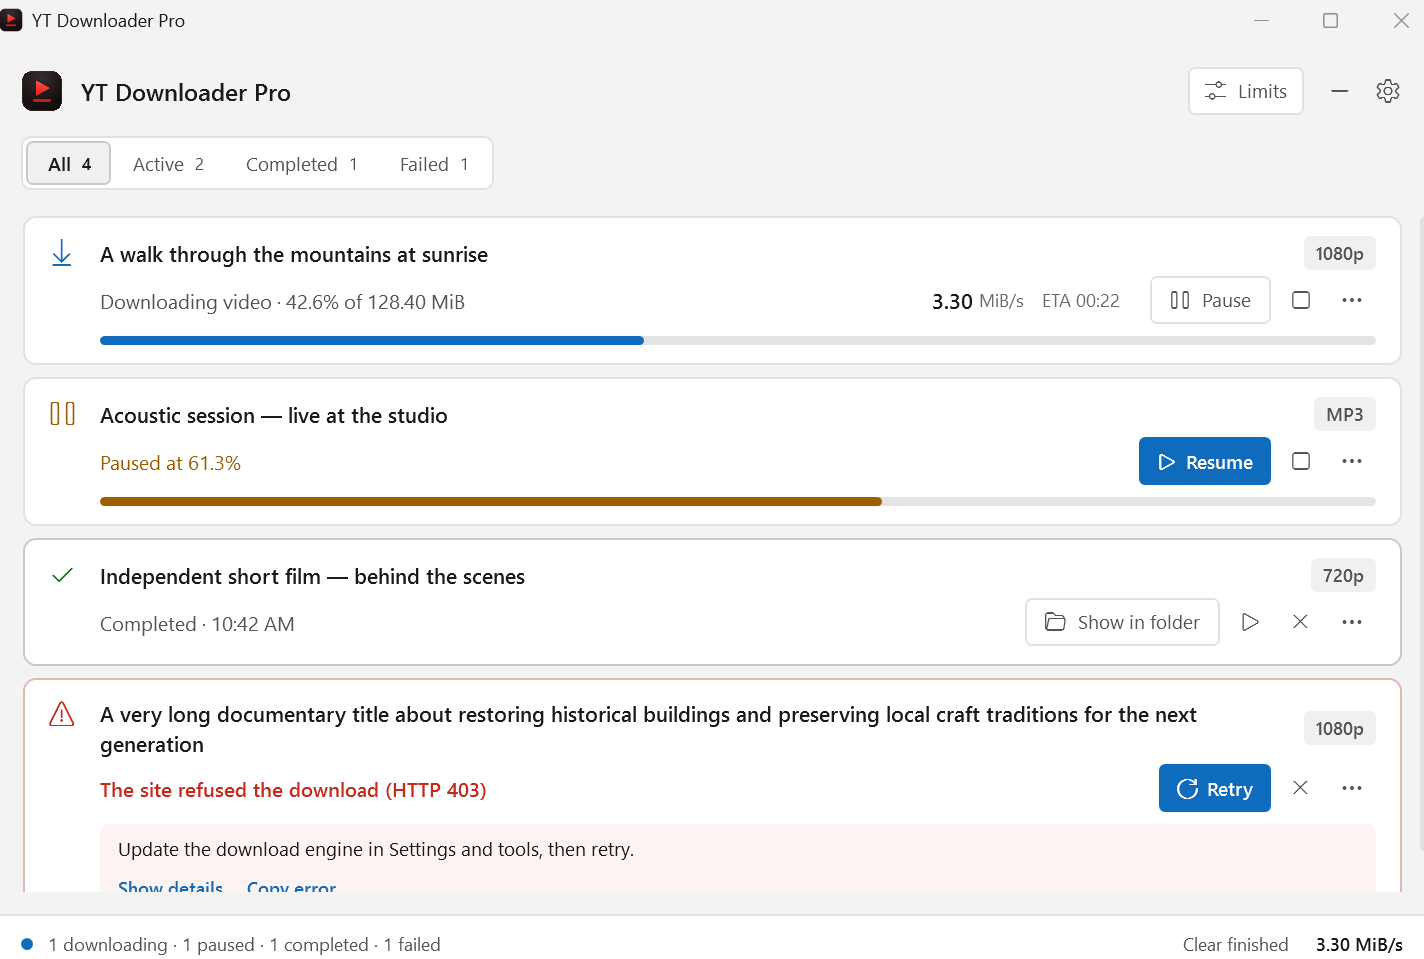 YT Downloader Pro
YT Downloader Pro
Limits
All 4 Active 2 Completed 1 Failed 1
A walk through the mountains at sunrise
1080p
Downloading video · 42.6% of 128.40 MiB
3.30 MiB/s ETA 00:22 Pause
Acoustic session — live at the studio
MP3
Paused at 61.3%
Resume
Independent short film — behind the scenes
720p
Completed · 10:42 AM
Show in folder
A very long documentary title about restoring historical buildings and preserving local craft traditions for the next
generation
1080p
The site refused the download (HTTP 403)
Retry
Update the download engine in Settings and tools, then retry.
Show details Copy error
1 downloading · 1 paused · 1 completed · 1 failed
Clear finished 3.30 MiB/s